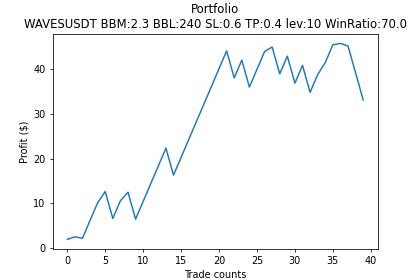 Portfolio
WAVESUSDT BBM:2.3 BBL:240 SL:0.6 TP:0.4 lev:10 WinRatio:70.0
Profit ($)
40
30
20
10
0
0 5 10 15 20 25 30 35 40
Trade counts